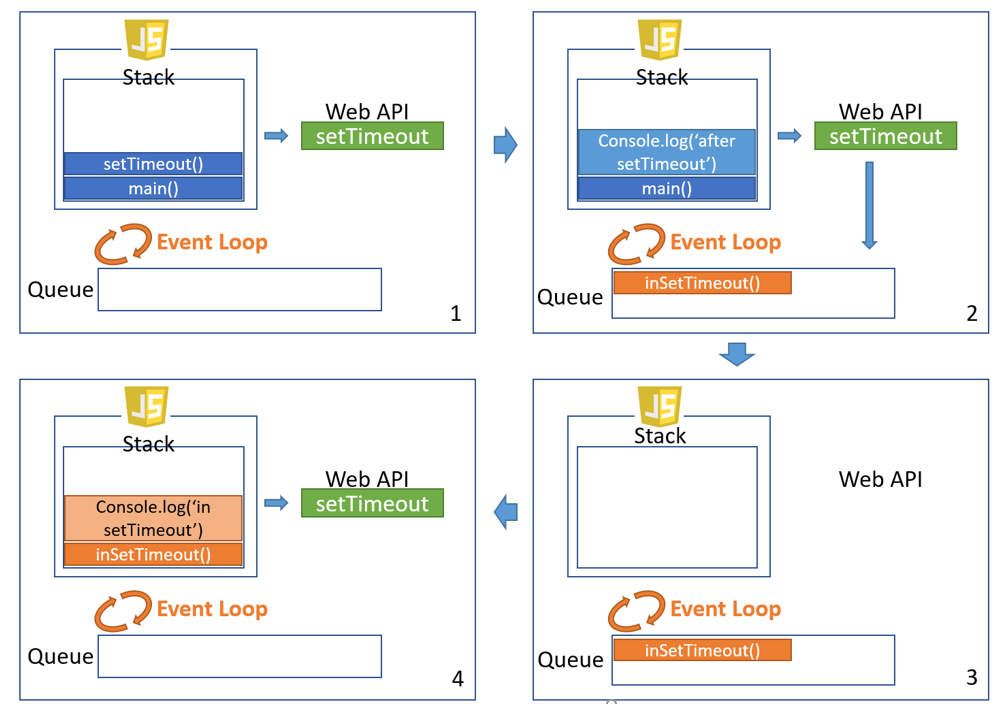 JS
Stack
Web API
setTimeout
setTimeout()
main()
Event Loop
Queue
1
JS
Stack
Web API
setTimeout
Console.log(‘after
setTimeout’)
main()
Event Loop
inSetTimeout()
Queue
2
JS
Stack
Web API
setTimeout
Console.log(‘in
setTimeout’)
inSetTimeout()
Event Loop
Queue
4
JS
Stack
Web API
Event Loop
inSetTimeout()
Queue
3